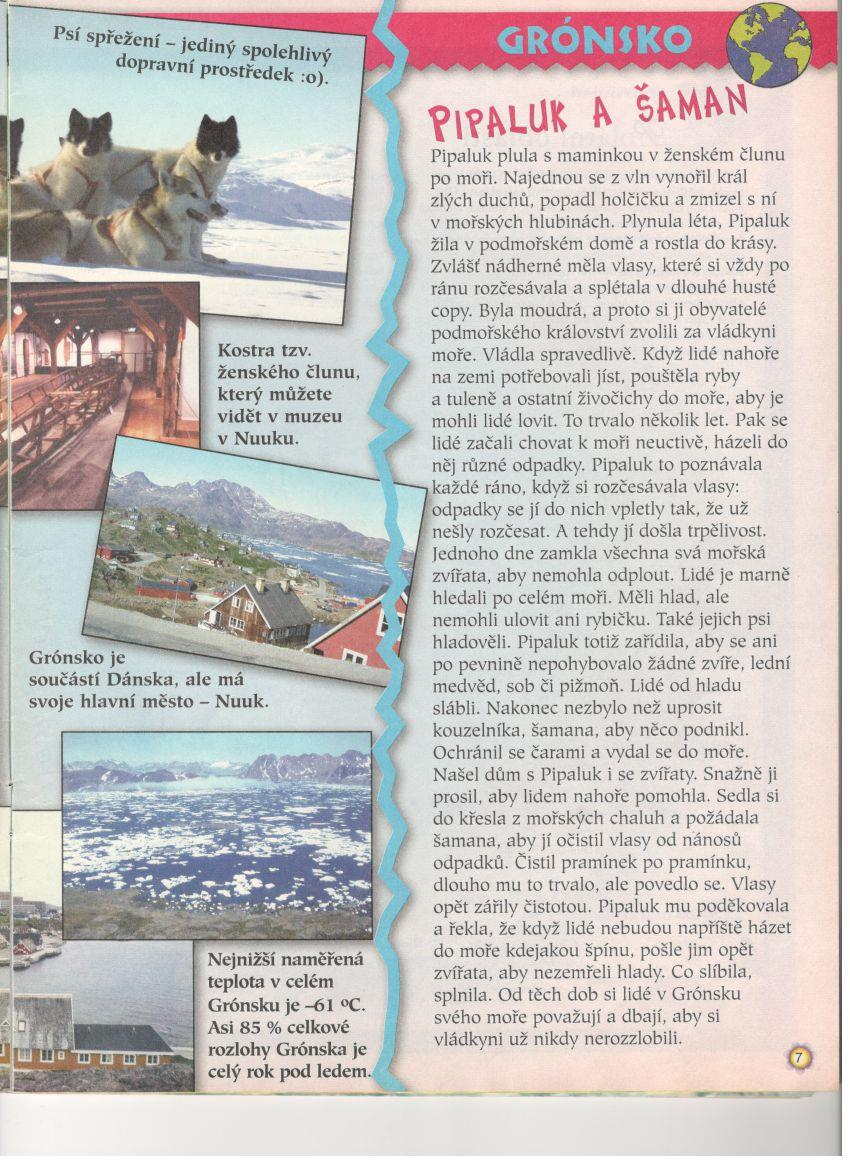 Psí spřežení – jediný spolehlivý
dopravní prostředek :o).
Kostra tzv.
ženského člunu,
který můžete
vidět v muzeu
v Nuuku.
Grónsko je
součástí Dánska, ale má
svoje hlavní město – Nuuk.
Nejnižší naměřená
teplota v celém
Grónsku je –61 ºC.
Asi 85 % celkové
rozlohy Grónska je
celý rok pod ledem.
GRÓNSKO
PIPALUK A ŠAMAN
Pipaluk plula s maminkou v ženském člunu
po moři. Najednou se z vln vynořil král
zlých duchů, popadl holčičku a zmizel s ní
v mořských hlubinách. Plynula léta, Pipaluk
žila v podmořském domě a rostla do krásy.
Zvlášť nádherné měla vlasy, které si vždy po
ránu rozčesávala a splétala v dlouhé husté
copy. Byla moudrá, a proto si ji obyvatelé
podmořského království zvolili za vládkyni
moře. Vládla spravedlivě. Když lidé nahoře
na zemi potřebovali jíst, pouštěla ryby
a tuleně a ostatní živočichy do moře, aby je
mohli lidé lovit. To trvalo několik let. Pak se
lidé začali chovat k moři neuctivě, házeli do
něj různé odpadky. Pipaluk to poznávala
každé ráno, když si rozčesávala vlasy:
odpadky se jí do nich vpletly tak, že už
nešly rozčesat. A tehdy jí došla trpělivost.
Jednoho dne zamkla všechna svá mořská
zvířata, aby nemohla odplout. Lidé je marně
hledali po celém moři. Měli hlad, ale
nemohli ulovit ani rybičku. Také jejich psi
hladověli. Pipaluk totiž zařídila, aby se ani
po pevnině nepohybovalo žádné zvíře, lední
medvěd, sob či pižmoň. Lidé od hladu
slábli. Nakonec nezbylo než uprosit
kouzelníka, šamana, aby něco podnikl.
Ochránil se čarami a vydal se do moře.
Našel dům s Pipaluk i se zvířaty. Snažně ji
prosil, aby lidem nahoře pomohla. Sedla si
do křesla z mořských chaluh a požádala
šamana, aby jí očistil vlasy od nánosů
odpadků. Čistil pramínek po pramínku,
dlouho mu to trvalo, ale povedlo se. Vlasy
opět zářily čistotou. Pipaluk mu poděkovala
a řekla, že když lidé nebudou napříště házet
do moře kdejakou špínu, pošle jim opět
zvířata, aby nezemřeli hlady. Co slíbila,
splnila. Od těch dob si lidé v Grónsku
svého moře považují a dbají, aby si
vládkyni už nikdy nerozzlobili.
7